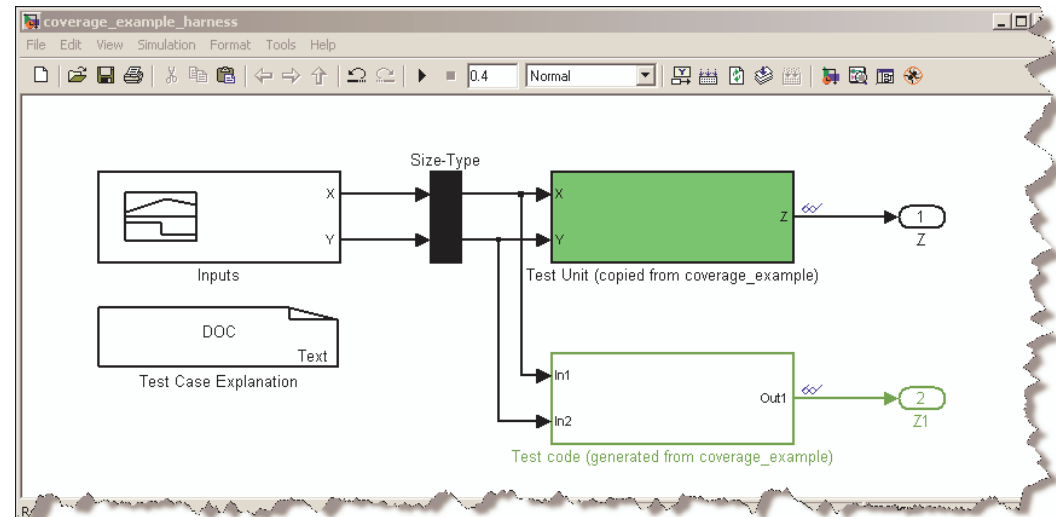 coverage_example_harness
File Edit View Simulation Format Tools Help
0.4 Normal
Size-Type
X
Y
Inputs
X
Y
Z
Test Unit (copied from coverage_example)
1
Z
DOC
Text
Test Case Explanation
In1
In2
Out1
Test code (generated from coverage_example)
2
Z1